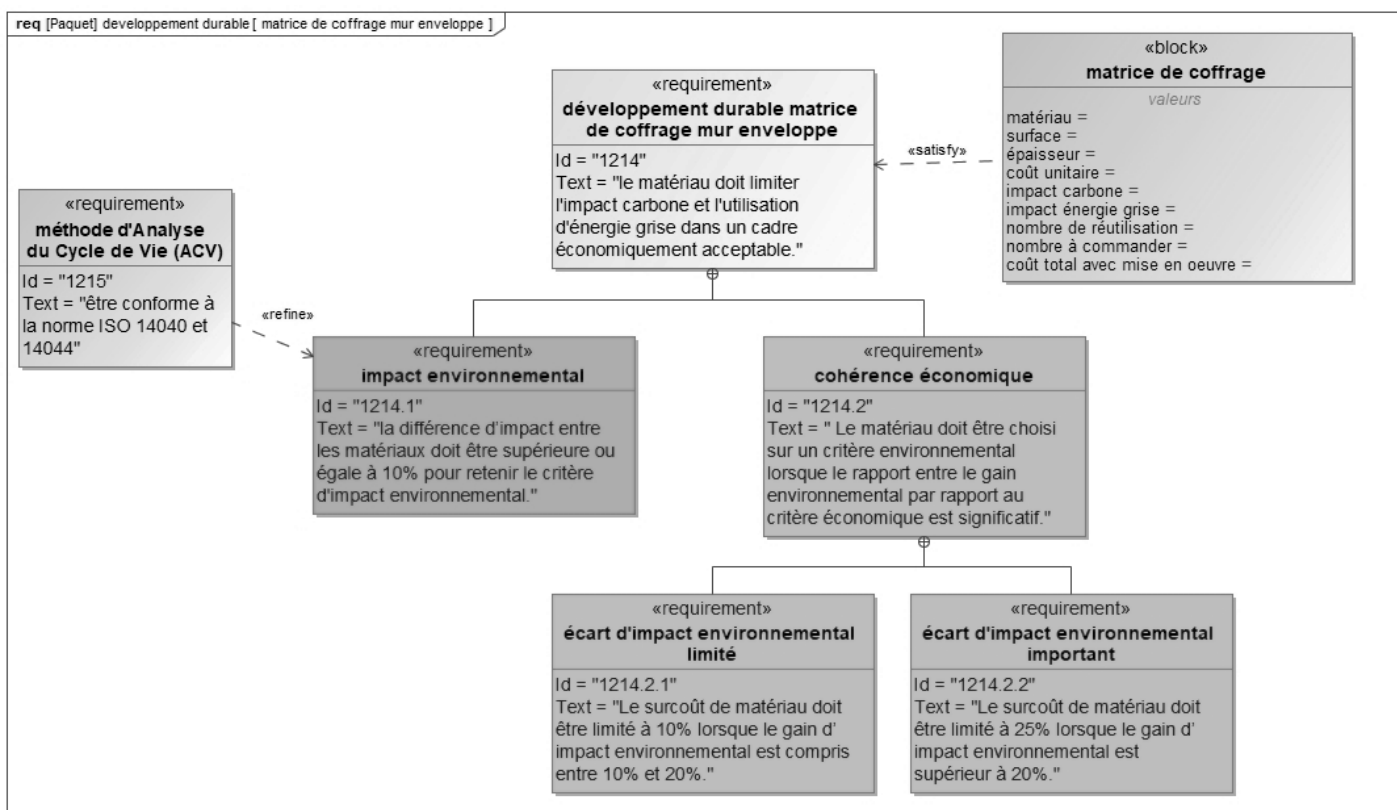 req [Paquet] developpement durable [ matrice de coffrage mur enveloppe ]
«block»
matrice de coffrage
valeurs
matériau =
surface =
épaisseur =
coût unitaire =
impact carbone =
impact énergie grise =
nombre de réutilisation =
nombre à commander =
coût total avec mise en oeuvre =
«requirement»
développement durable matrice
de coffrage mur enveloppe
Id = "1214"
Text = "le matériau doit limiter
l'impact carbone et l'utilisation
d'énergie grise dans un cadre
économiquement acceptable."
«satisfy»
«requirement»
méthode d'Analyse
du Cycle de Vie (ACV)
Id = "1215"
Text = "être conforme à
la norme ISO 14040 et
14044"
«refine»
«requirement»
impact environnemental
Id = "1214.1"
Text = "la différence d'impact entre
les matériaux doit être supérieure ou
égale à 10% pour retenir le critère
d'impact environnemental."
«requirement»
cohérence économique
Id = "1214.2"
Text = " Le matériau doit être choisi
sur un critère environnemental
lorsque le rapport entre le gain
environnemental par rapport au
critère économique est significatif."
«requirement»
écart d'impact environnemental
limité
Id = "1214.2.1"
Text = "Le surcoût de matériau doit
être limité à 10% lorsque le gain d'
impact environnemental est compris
entre 10% et 20%."
«requirement»
écart d'impact environnemental
important
Id = "1214.2.2"
Text = "Le surcoût de matériau doit
être limité à 25% lorsque le gain d'
impact environnemental est
supérieur à 20%."